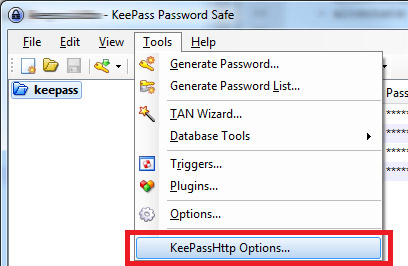 - KeePass Password Safe
File Edit View Tools Help
Generate Password...
Generate Password List...
TAN Wizard...
Database Tools
Triggers...
Plugins...
Options...
KeePassHttp Options...
keepass
Pass
****
****
****
****